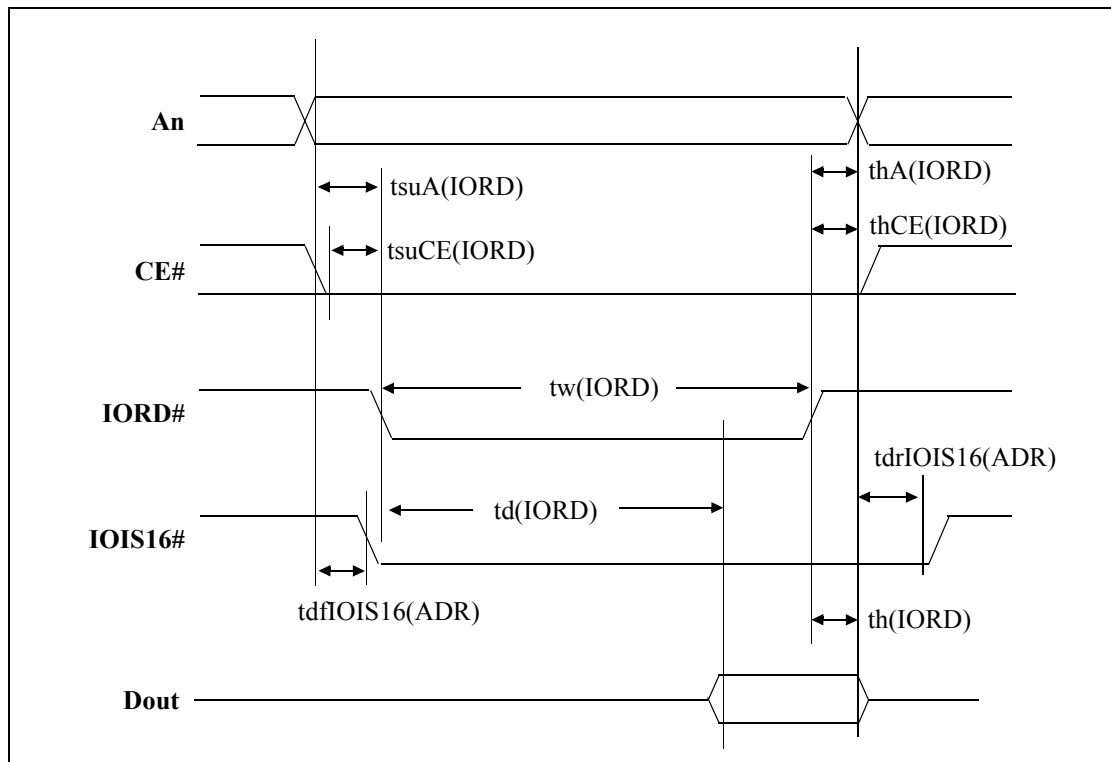 An
tsuA(IORD)
thA(IORD)
tsuCE(IORD)
thCE(IORD)
CE#
tw(IORD)
IORD#
tdrIOIS16(ADR)
td(IORD)
IOIS16#
tdfIOIS16(ADR)
th(IORD)
Dout